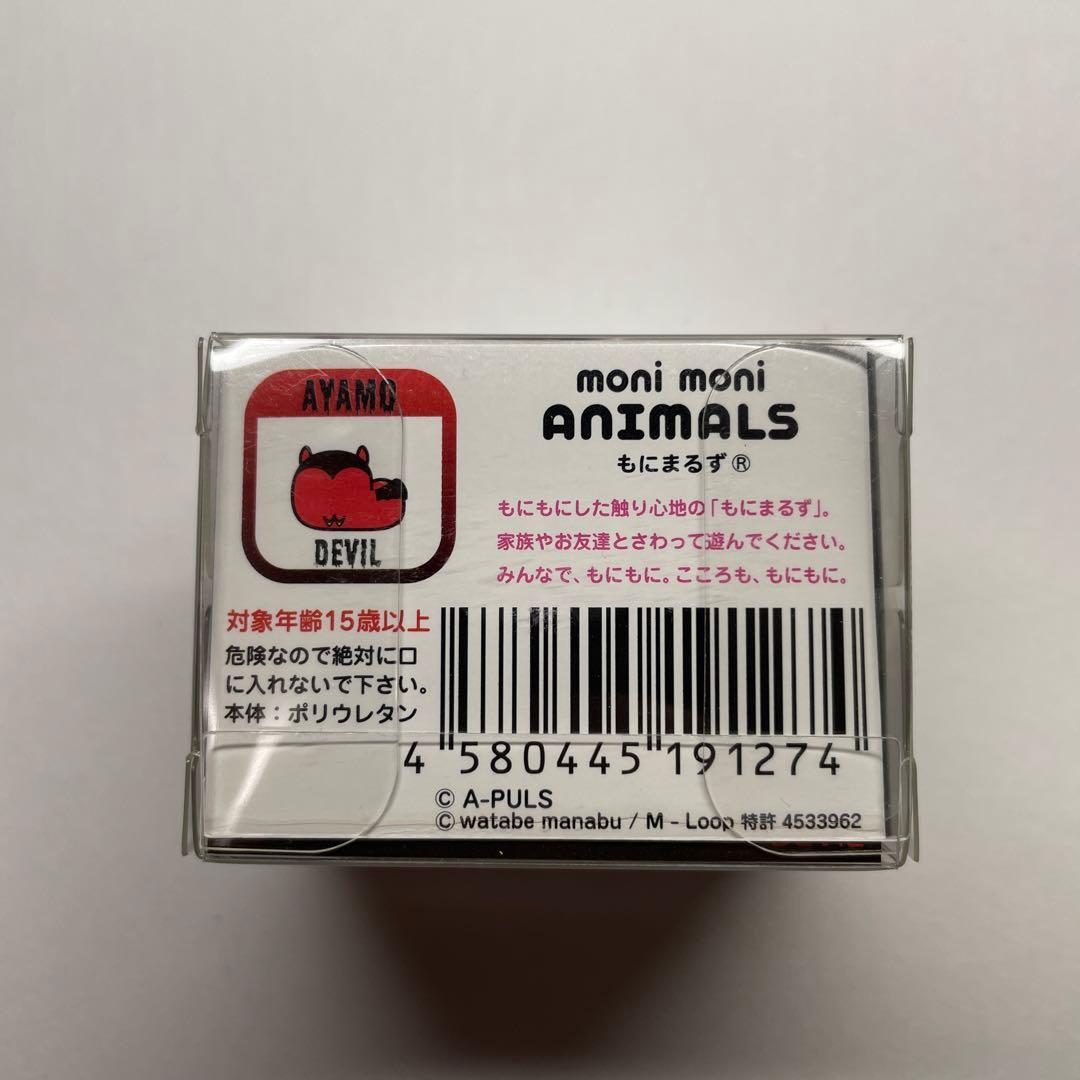 AYAMO
DEVIL
moni moni
ANIMALS
もにまるず®
もにもにした触り心地の「もにまるず」。
家族やお友達とさわって遊んでください。
みんなで、もにもに。こころも、もにもに。
対象年齢15歳以上
危険なので絶対に口
に入れないで下さい。
本体：ポリウレタン
4 580445 191274
© A-PULS
© watabe manabu / M - Loop 特許 4533962